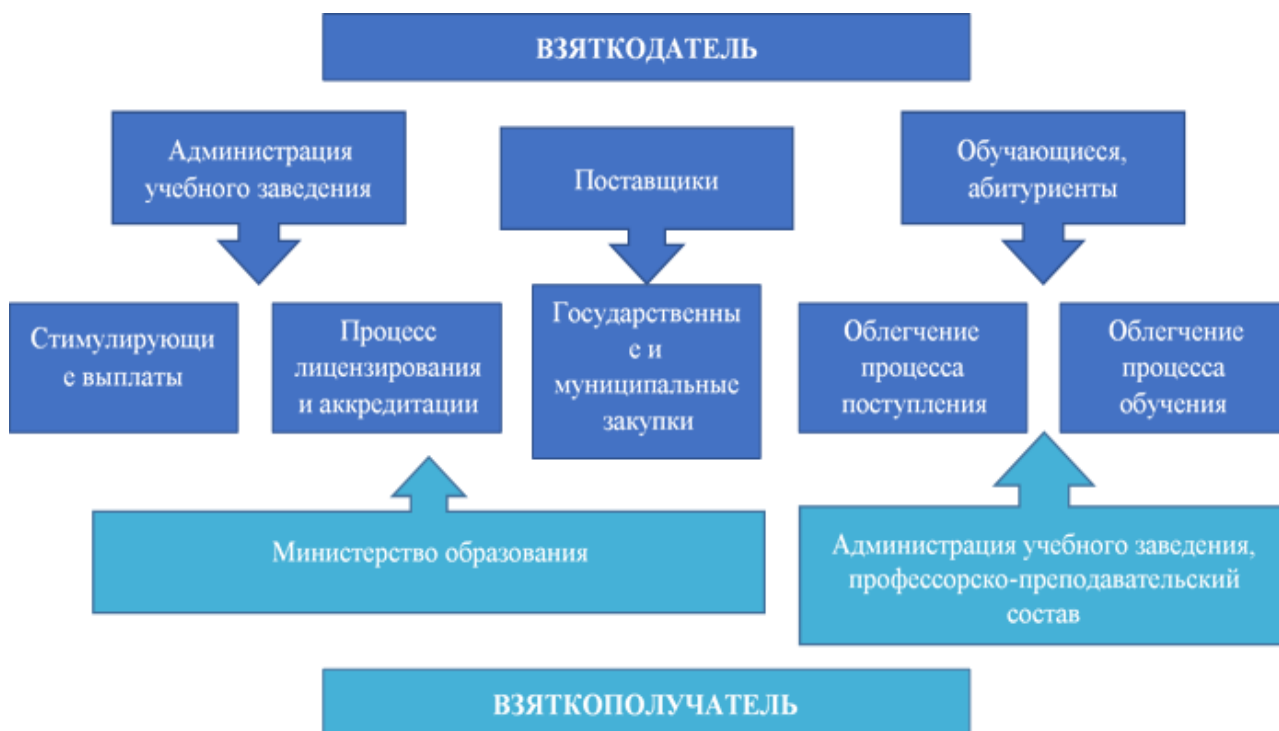 ВЗЯТКОДАТЕЛЬ
Администрация
учебного заведения
Поставщики
Обучающиеся,
абитуриенты
Стимулирующи
е выплаты
Процесс
лицензирования
и аккредитации
Государственны
е и
муниципальные
закупки
Облегчение
процесса
поступления
Облегчение
процесса
обучения
Министерство образования
Администрация учебного заведения,
профессорско-преподавательский
состав
ВЗЯТКОПОЛУЧАТЕЛЬ